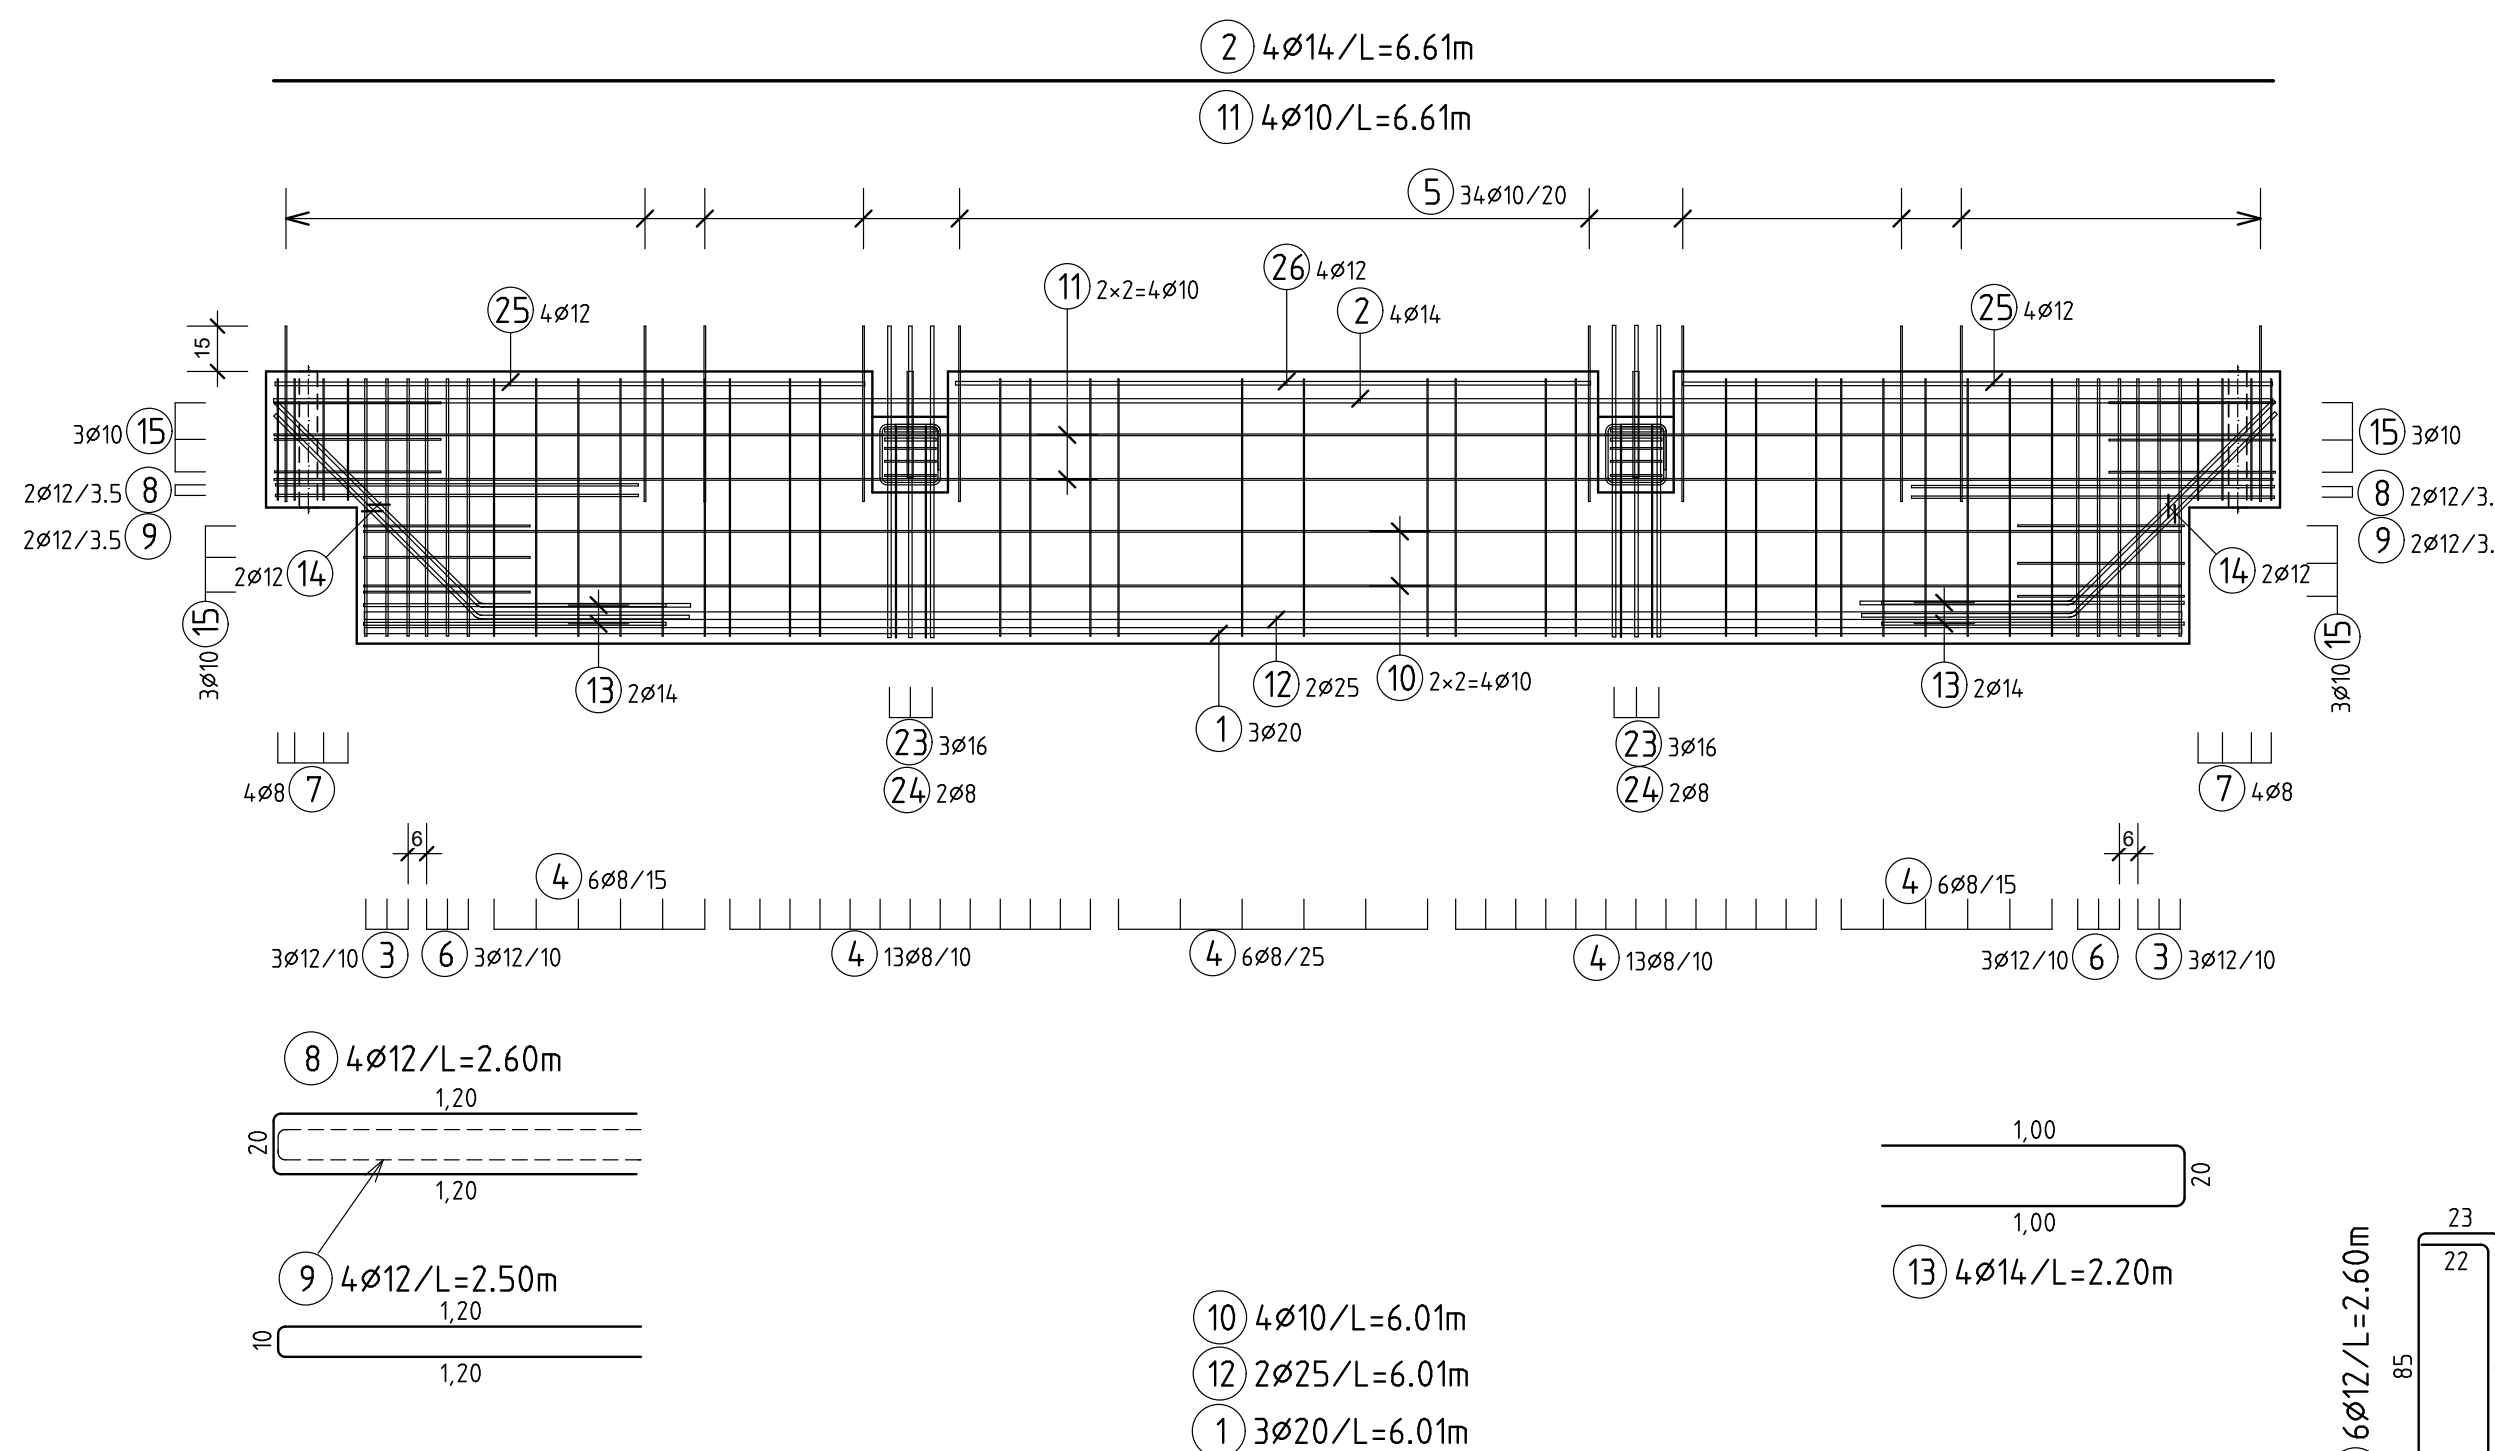 2 4ø14/L=6.61m
11 4ø10/L=6.61m
5 34ø10/20
26 4ø12
11 2×2=4ø10
2 4ø14
25 4ø12
25 4ø12
15
3ø10 15
15 3ø10
2ø12/3.5 8
8 2ø12/3.
2ø12/3.5 9
9 2ø12/3.
2ø12 14
14 2ø12
3ø10 15
3ø10 15
13 2ø14
12 2ø25
10 2×2=4ø10
13 2ø14
1 3ø20
23 3ø16
23 3ø16
24 2ø8
24 2ø8
4ø8 7
7 4ø8
6
6
4 6ø8/15
4 6ø8/15
3ø12/10 3
6 3ø12/10
4 13ø8/10
4 6ø8/25
4 13ø8/10
3ø12/10 6
3 3ø12/10
8 4ø12/L=2.60m
1,20
20
1,20
9 4ø12/L=2.50m
1,20
10
1,20
1,00
20
1,00
13 4ø14/L=2.20m
10 4ø10/L=6.01m
12 2ø25/L=6.01m
1 3ø20/L=6.01m
6ø12/L=2.60m
23
22
85